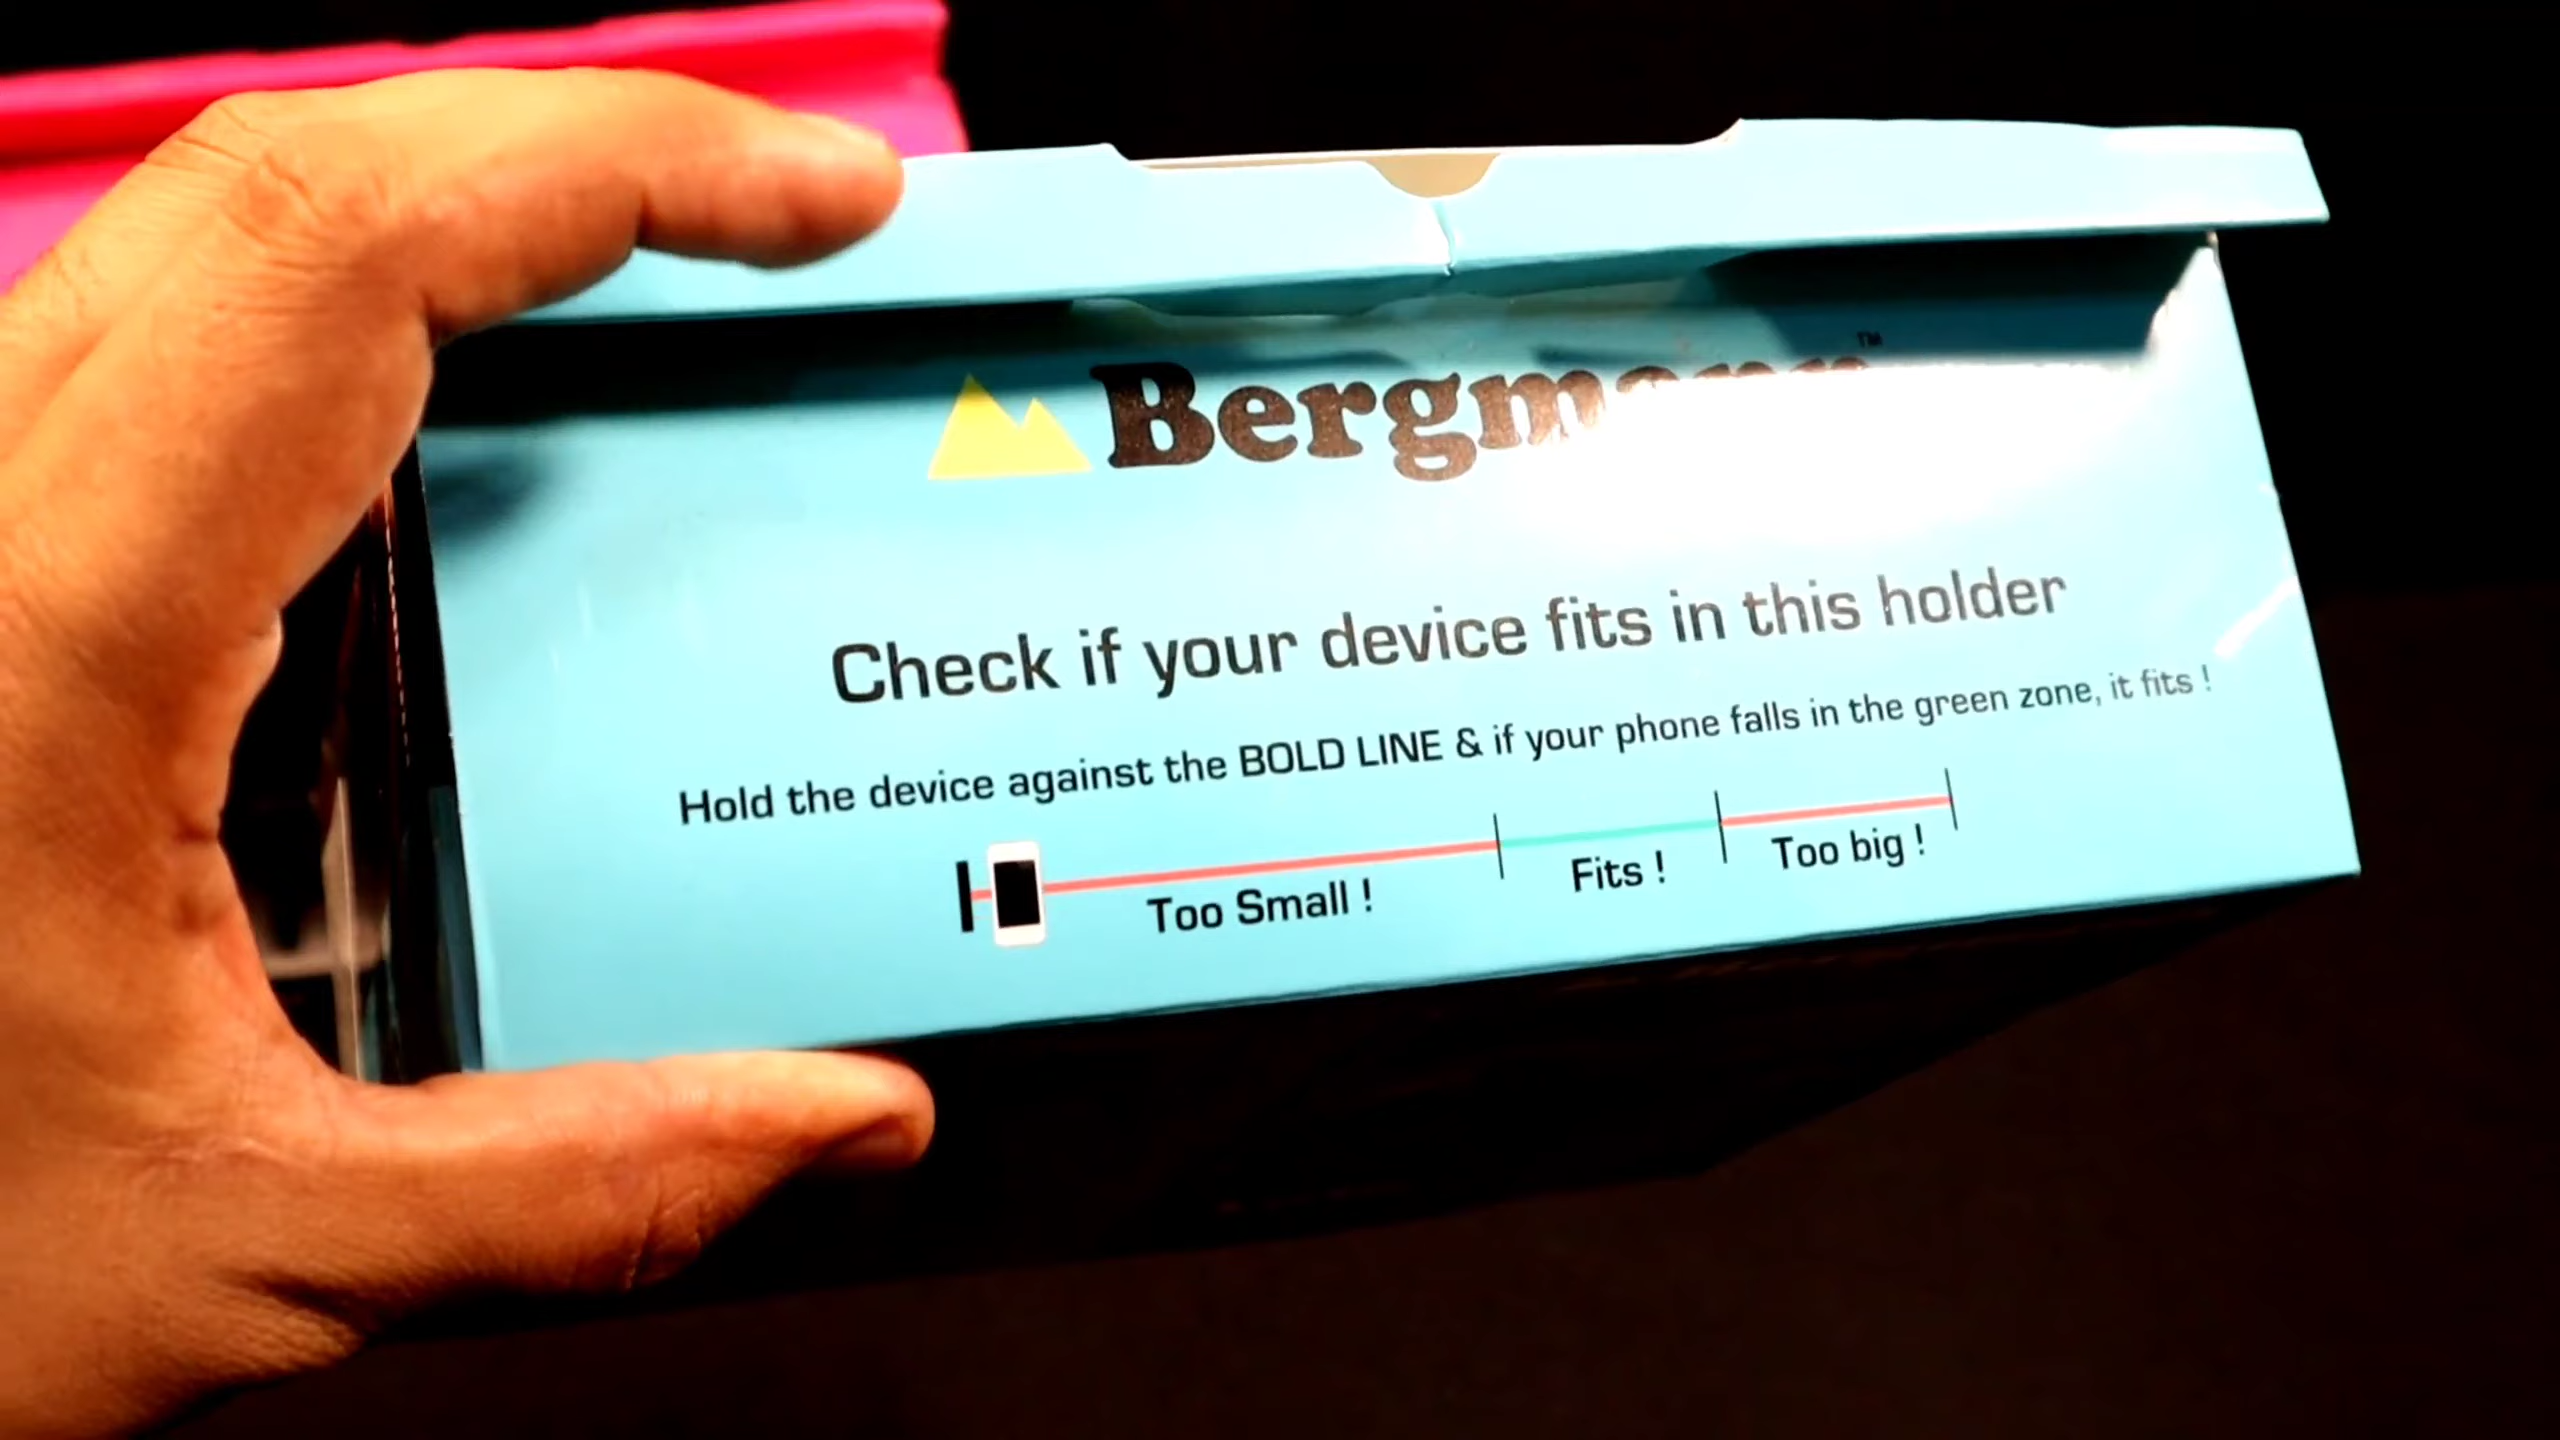 Bergmann™
Check if your device fits in this holder
Hold the device against the BOLD LINE & if your phone falls in the green zone, it fits !
Too Small ! Fits ! Too big !